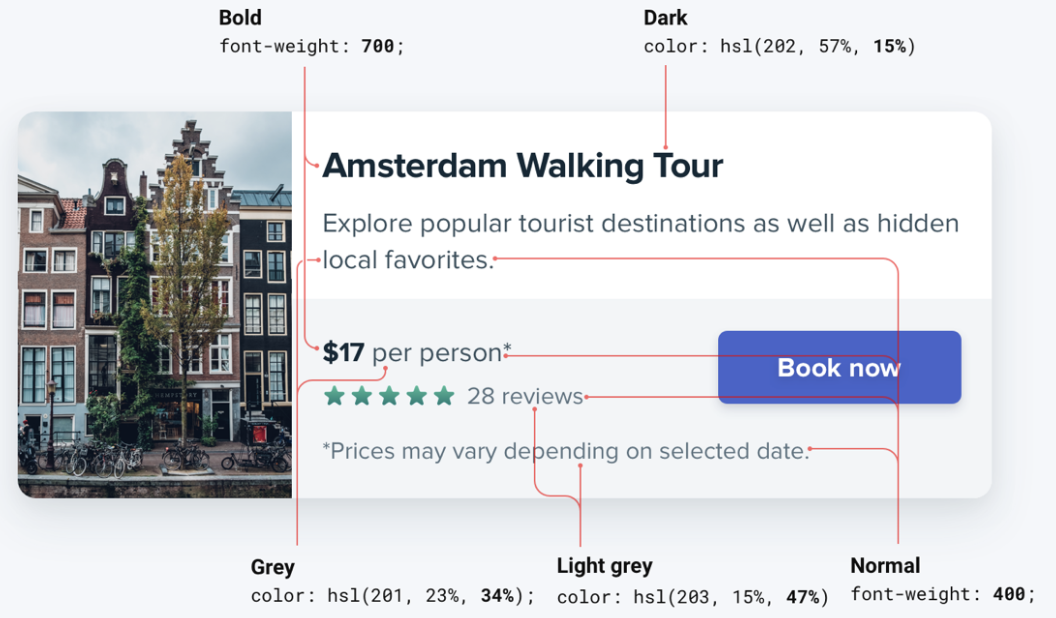 Bold
font-weight: 700;
Dark
color: hsl(202, 57%, 15%)
Amsterdam Walking Tour
Explore popular tourist destinations as well as hidden
local favorites.
$17 per person*
Book now
28 reviews
*Prices may vary depending on selected date.
Grey
color: hsl(201, 23%, 34%);
Light grey
color: hsl(203, 15%, 47%)
Normal
font-weight: 400;